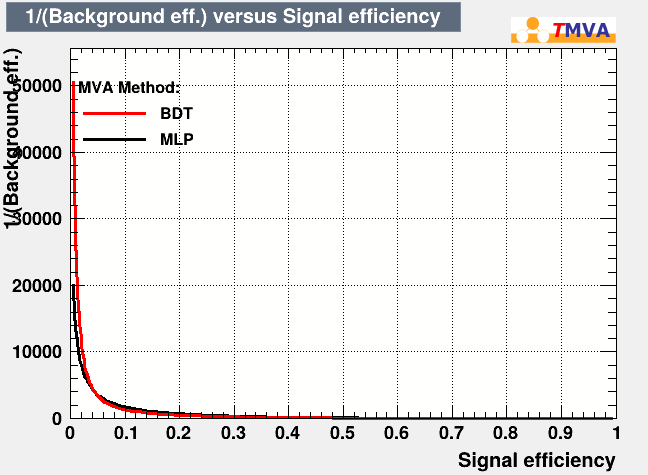 1/(Background eff.) versus Signal efficiency
TMVA
1/(Background eff.)
MVA Method:
BDT
MLP
50000
40000
30000
20000
10000
0
0 0.1 0.2 0.3 0.4 0.5 0.6 0.7 0.8 0.9 1
Signal efficiency